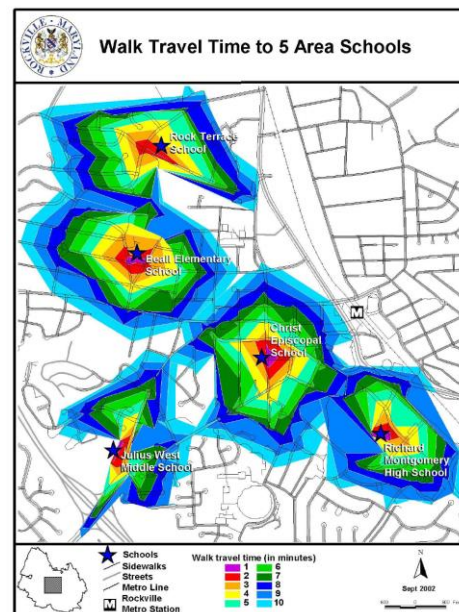 ROCKVILLE MARYLAND
Walk Travel Time to 5 Area Schools
Rock Terrace
School
Beall Elementary
School
Christ
Episcopal
School
M
Julius West
Middle School
Richard
Montgomery
High School
Schools
Sidewalks
Streets
Metro Line
M Rockville
Metro Station
Walk travel time (in minutes)
1 6
2 7
3 8
4 9
5 10
N
Sept 2002